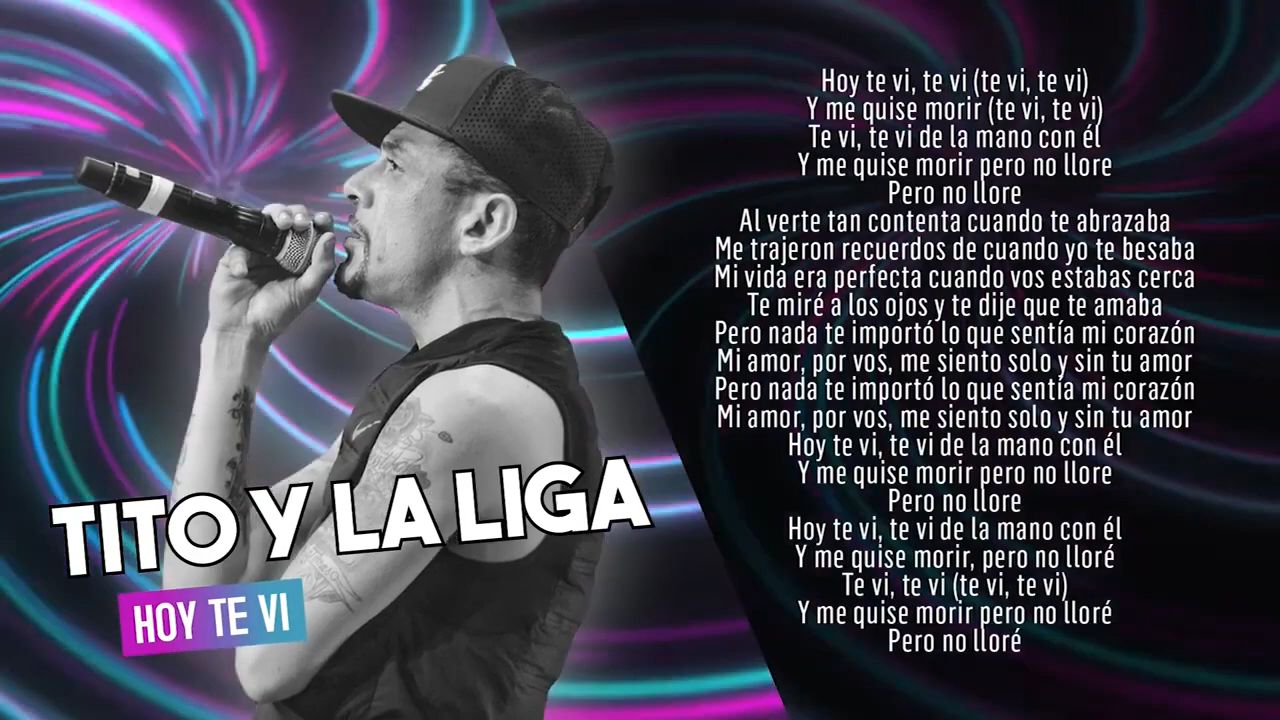 TITO Y LA LIGA
HOY TE VI
Hoy te vi, te vi (te vi, te vi)
Y me quise morir (te vi, te vi)
Te vi, te vi de la mano con él
Y me quise morir pero no llore
Pero no llore
Al verte tan contenta cuando te abrazaba
Me trajeron recuerdos de cuando yo te besaba
Mi vida era perfecta cuando vos estabas cerca
Te miré a los ojos y te dije que te amaba
Pero nada te importó lo que sentía mi corazón
Mi amor, por vos, me siento solo y sin tu amor
Pero nada te importó lo que sentía mi corazón
Mi amor, por vos, me siento solo y sin tu amor
Hoy te vi, te vi de la mano con él
Y me quise morir pero no llore
Pero no llore
Hoy te vi, te vi de la mano con él
Y me quise morir, pero no lloré
Te vi, te vi (te vi, te vi)
Y me quise morir pero no lloré
Pero no lloré